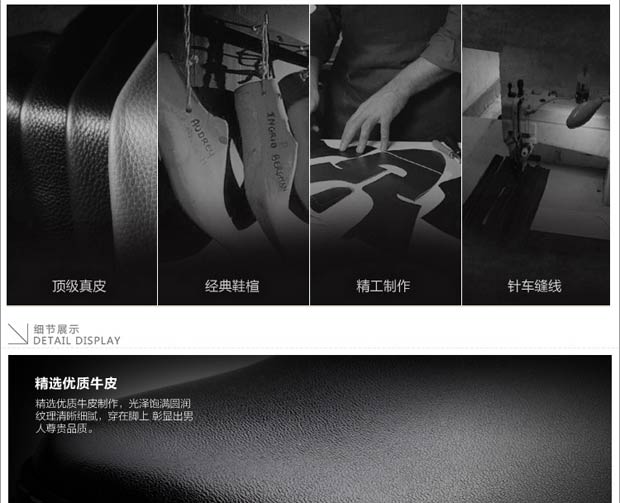 AUDREY
INGRID BERGMAN
顶级真皮
经典鞋楦
精工制作
针车缝线
细节展示
DETAIL DISPLAY
精选优质牛皮
精选优质牛皮制作，光泽饱满圆润
纹理清晰细腻，穿在脚上 彰显出男
人尊贵品质。